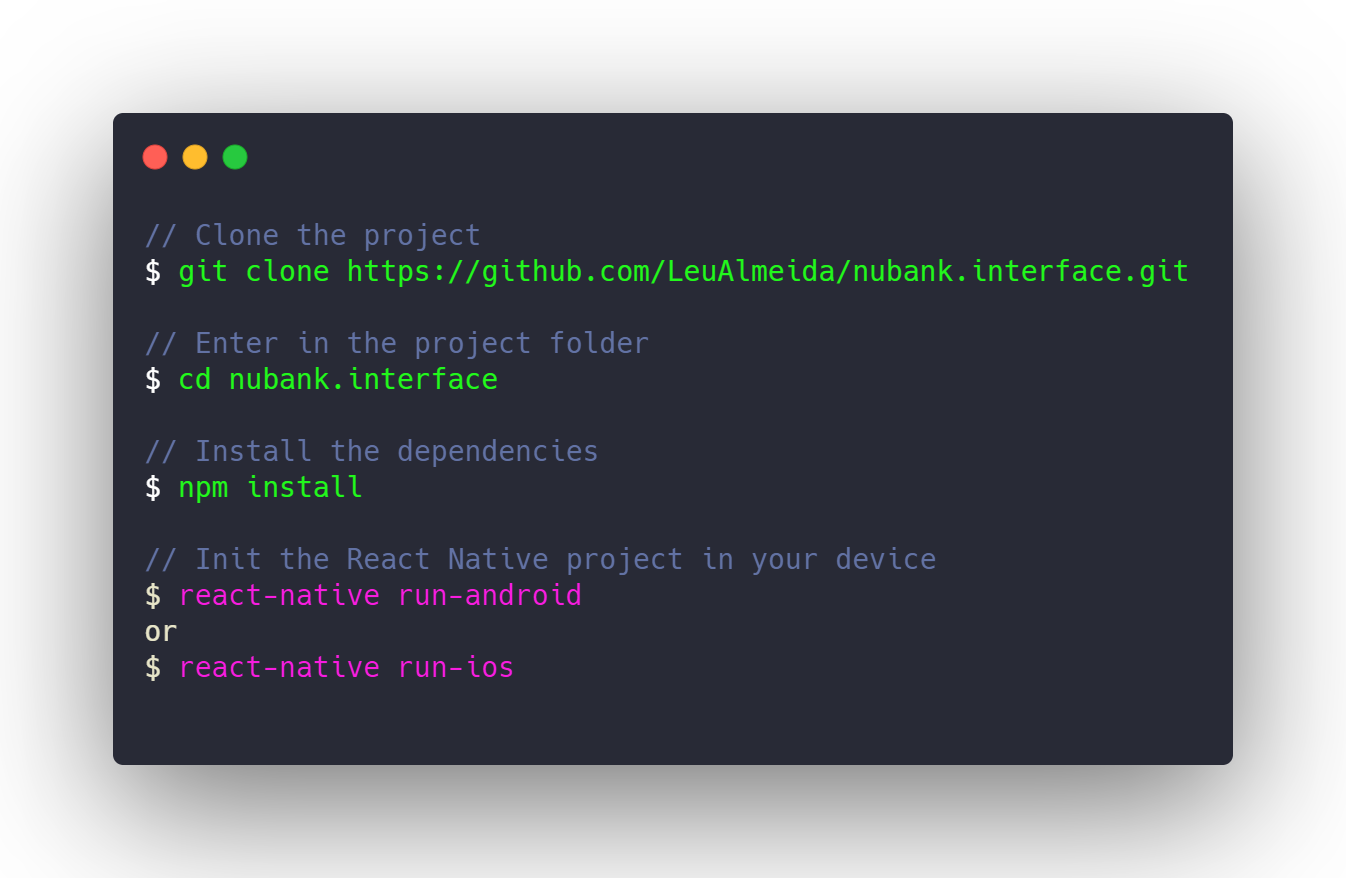 // Clone the project
$ git clone https://github.com/LeuAlmeida/nubank.interface.git
// Enter in the project folder
$ cd nubank.interface
// Install the dependencies
$ npm install
// Init the React Native project in your device
$ react-native run-android
or
$ react-native run-ios